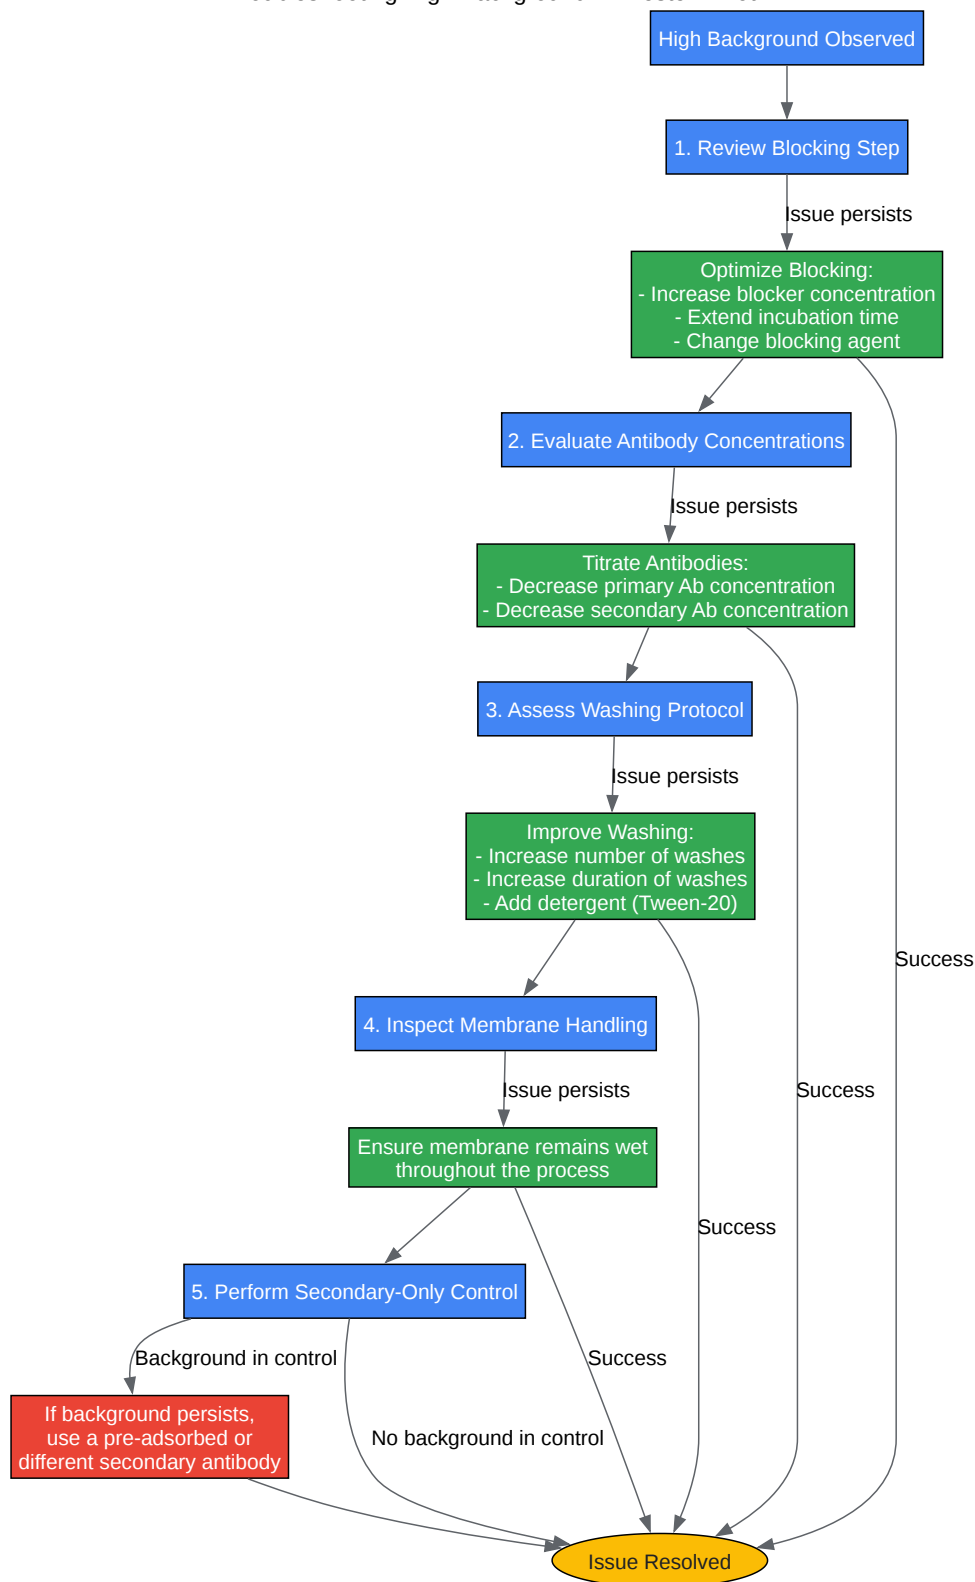 High Background Observed
1. Review Blocking Step
Issue persists
Optimize Blocking:
- Increase blocker concentration
- Extend incubation time
- Change blocking agent
2. Evaluate Antibody Concentrations
Issue persists
Titrate Antibodies:
- Decrease primary Ab concentration
- Decrease secondary Ab concentration
3. Assess Washing Protocol
Issue persists
Improve Washing:
- Increase number of washes
- Increase duration of washes
- Add detergent (Tween-20)
Success
4. Inspect Membrane Handling
Issue persists
Success
Ensure membrane remains wet
throughout the process
Success
5. Perform Secondary-Only Control
Background in control
Success
If background persists,
use a pre-adsorbed or
different secondary antibody
No background in control
Issue Resolved